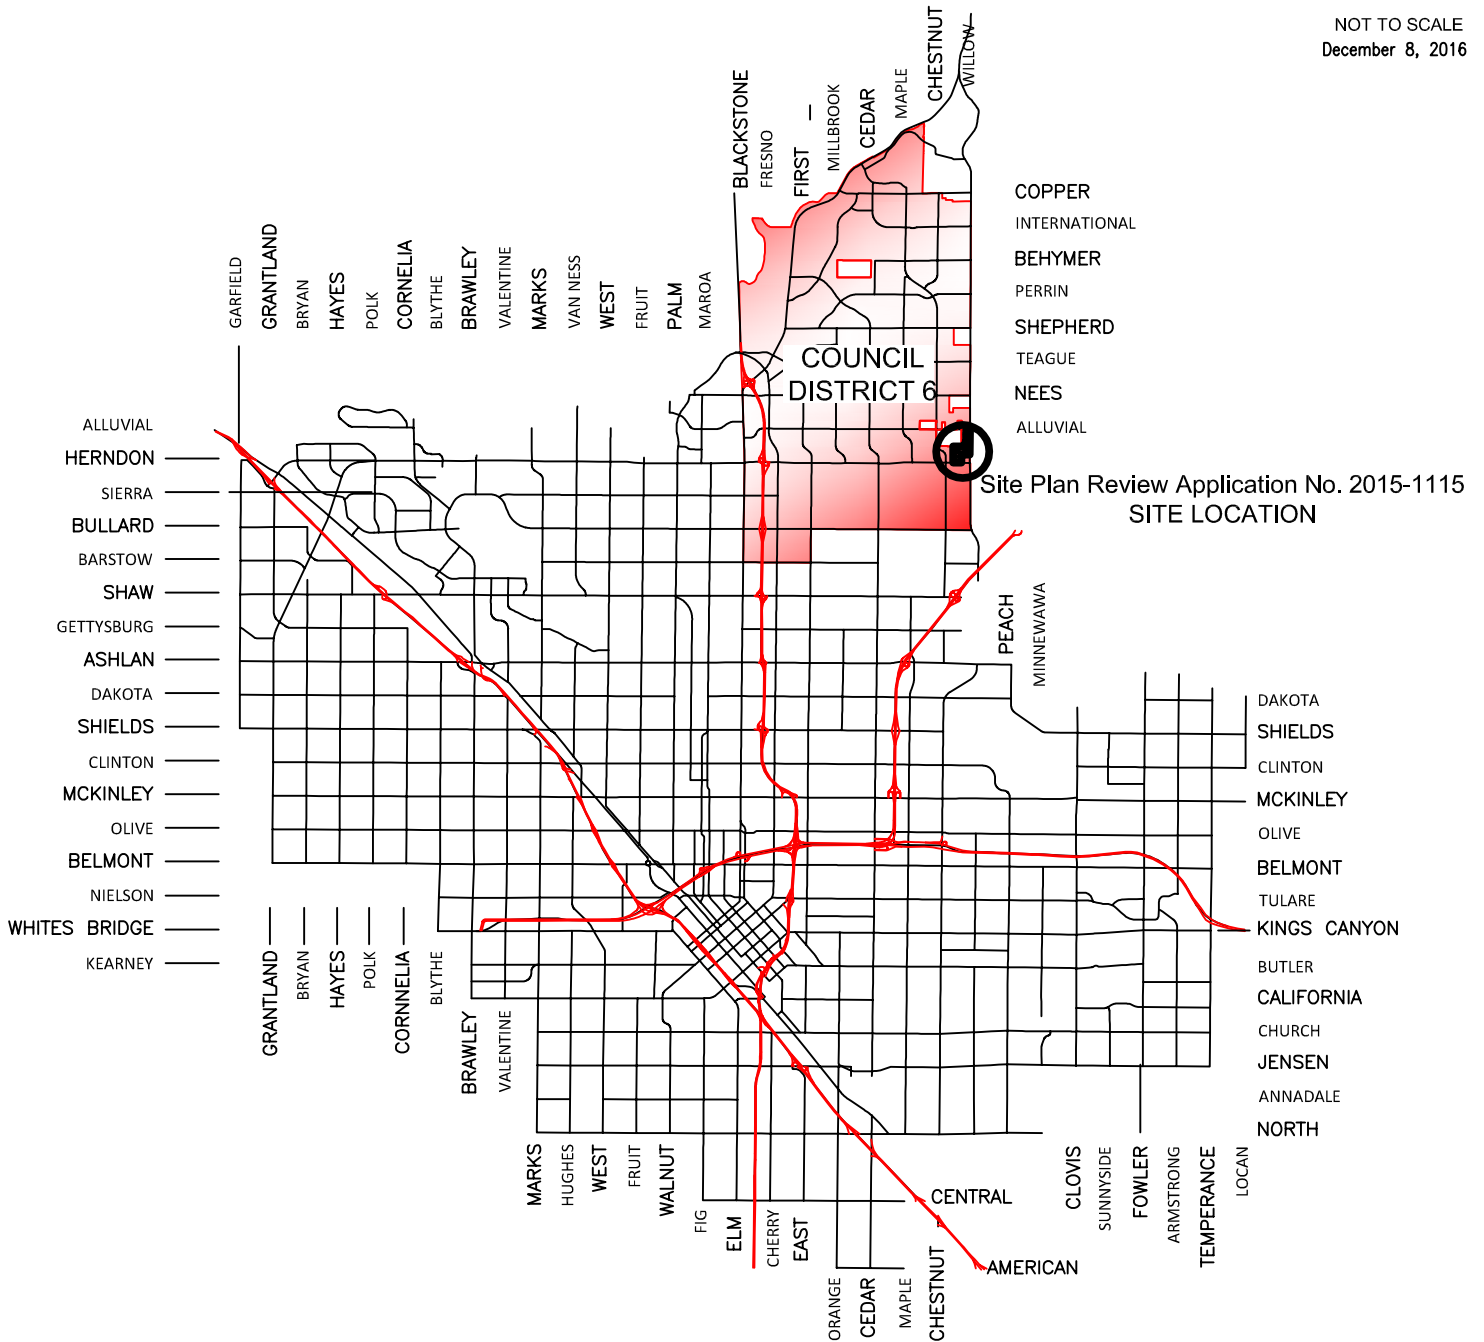 NOT TO SCALE
December 8, 2016
BLACKSTONE
FRESNO
FIRST
MILLBROOK
CEDAR
MAPLE
CHESTNUT
WILLOW
COPPER
INTERNATIONAL
BEHYMER
PERRIN
SHEPHERD
TEAGUE
NEES
ALLUVIAL
GARFIELD
GRANTLAND
BRYAN
HAYES
POLK
CORNELIA
BLYTHE
BRAWLEY
VALENTINE
MARKS
VAN NESS
WEST
FRUIT
PALM
MAROA
COUNCIL
DISTRICT 6
Site Plan Review Application No. 2015-1115
SITE LOCATION
ALLUVIAL
HERNDON
SIERRA
BULLARD
BARSTOW
SHAW
GETTYSBURG
ASHLAN
DAKOTA
SHIELDS
CLINTON
MCKINLEY
OLIVE
BELMONT
NIELSON
WHITES BRIDGE
KEARNEY
PEACH
MINNEWAWA
DAKOTA
SHIELDS
CLINTON
MCKINLEY
OLIVE
BELMONT
TULARE
KINGS CANYON
BUTLER
CALIFORNIA
CHURCH
JENSEN
ANNADALE
NORTH
GRANTLAND
BRYAN
HAYES
POLK
CORNNELIA
BLYTHE
BRAWLEY
VALENTINE
MARKS
HUGHES
WEST
FRUIT
WALNUT
FIG
ELM
CHERRY
EAST
ORANGE
CEDAR
MAPLE
CHESTNUT
CENTRAL
AMERICAN
CLOVIS
SUNNYSIDE
FOWLER
ARMSTRONG
TEMPERANCE
LOCAN